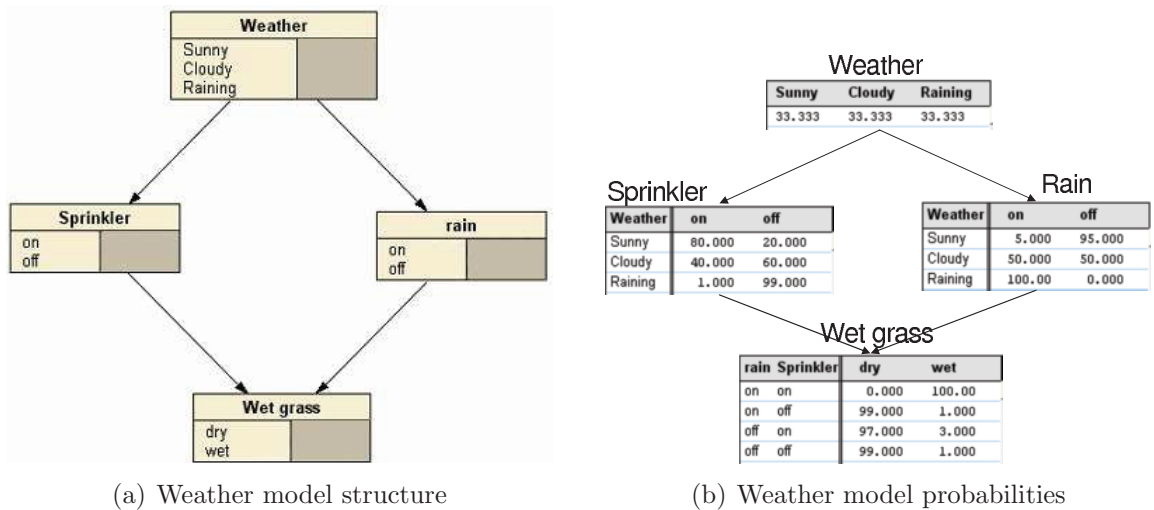 Weather
Sunny
Cloudy
Raining
Sprinkler
on
off
rain
on
off
Wet grass
dry
wet
(a) Weather model structure
Weather
Sunny Cloudy Raining
33.333 33.333 33.333
Sprinkler
Weather on off
Sunny 80.000 20.000
Cloudy 40.000 60.000
Raining 1.000 99.000
Rain
Weather on off
Sunny 5.000 95.000
Cloudy 50.000 50.000
Raining 100.00 0.000
Wet grass
rain Sprinkler dry wet
on on 0.000 100.00
on off 99.000 1.000
off on 97.000 3.000
off off 99.000 1.000
(b) Weather model probabilities